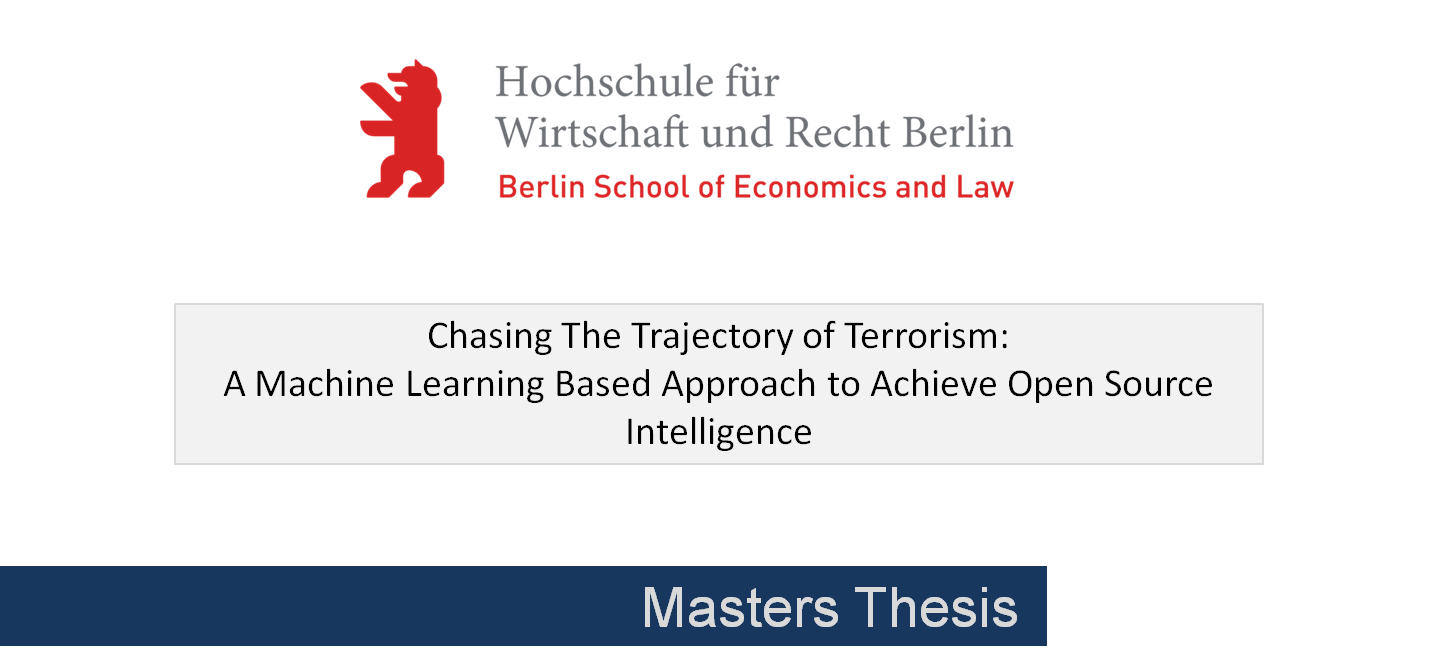 Hochschule für
Wirtschaft und Recht Berlin
Berlin School of Economics and Law
Chasing The Trajectory of Terrorism:
A Machine Learning Based Approach to Achieve Open Source
Intelligence
Masters Thesis